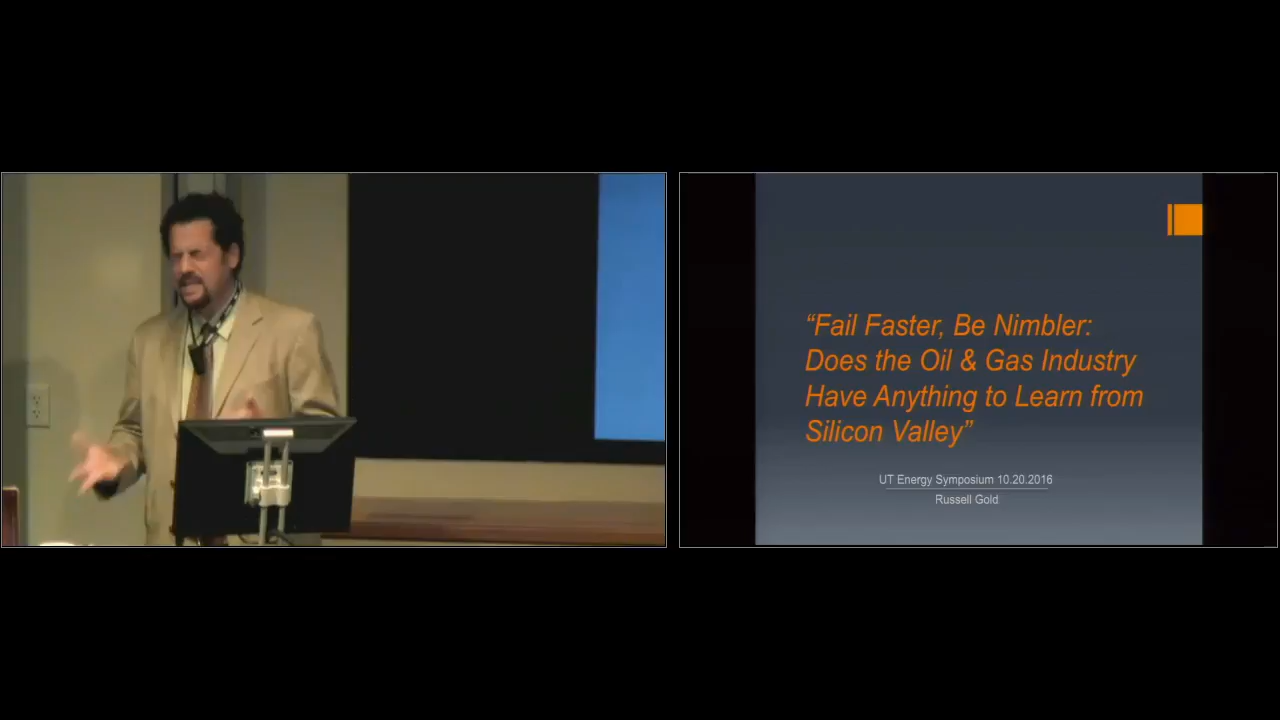 “Fail Faster, Be Nimbler:
Does the Oil & Gas Industry
Have Anything to Learn from
Silicon Valley”
UT Energy Symposium 10.20.2016
Russell Gold